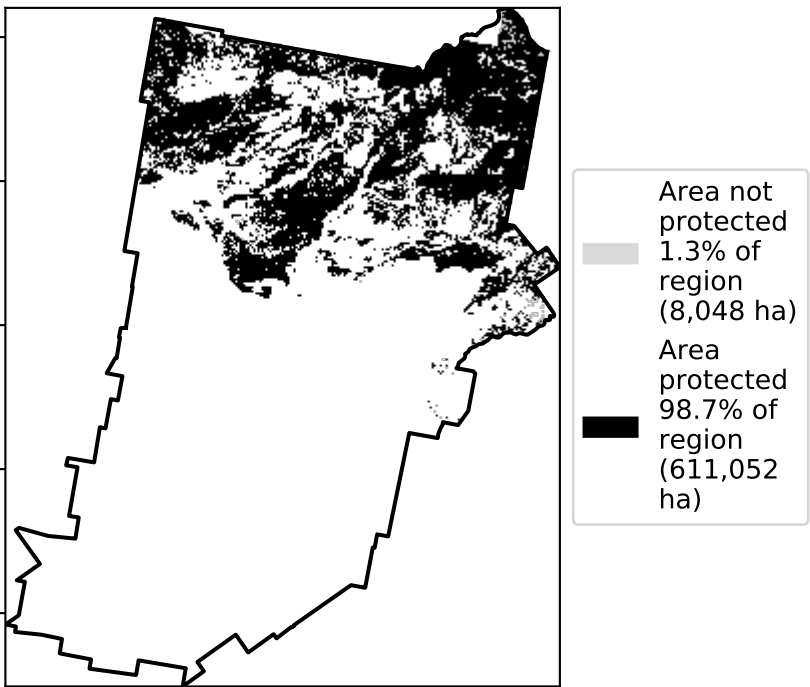 Area not
protected
1.3% of
region
(8,048 ha)
Area
protected
98.7% of
region
(611,052
ha)